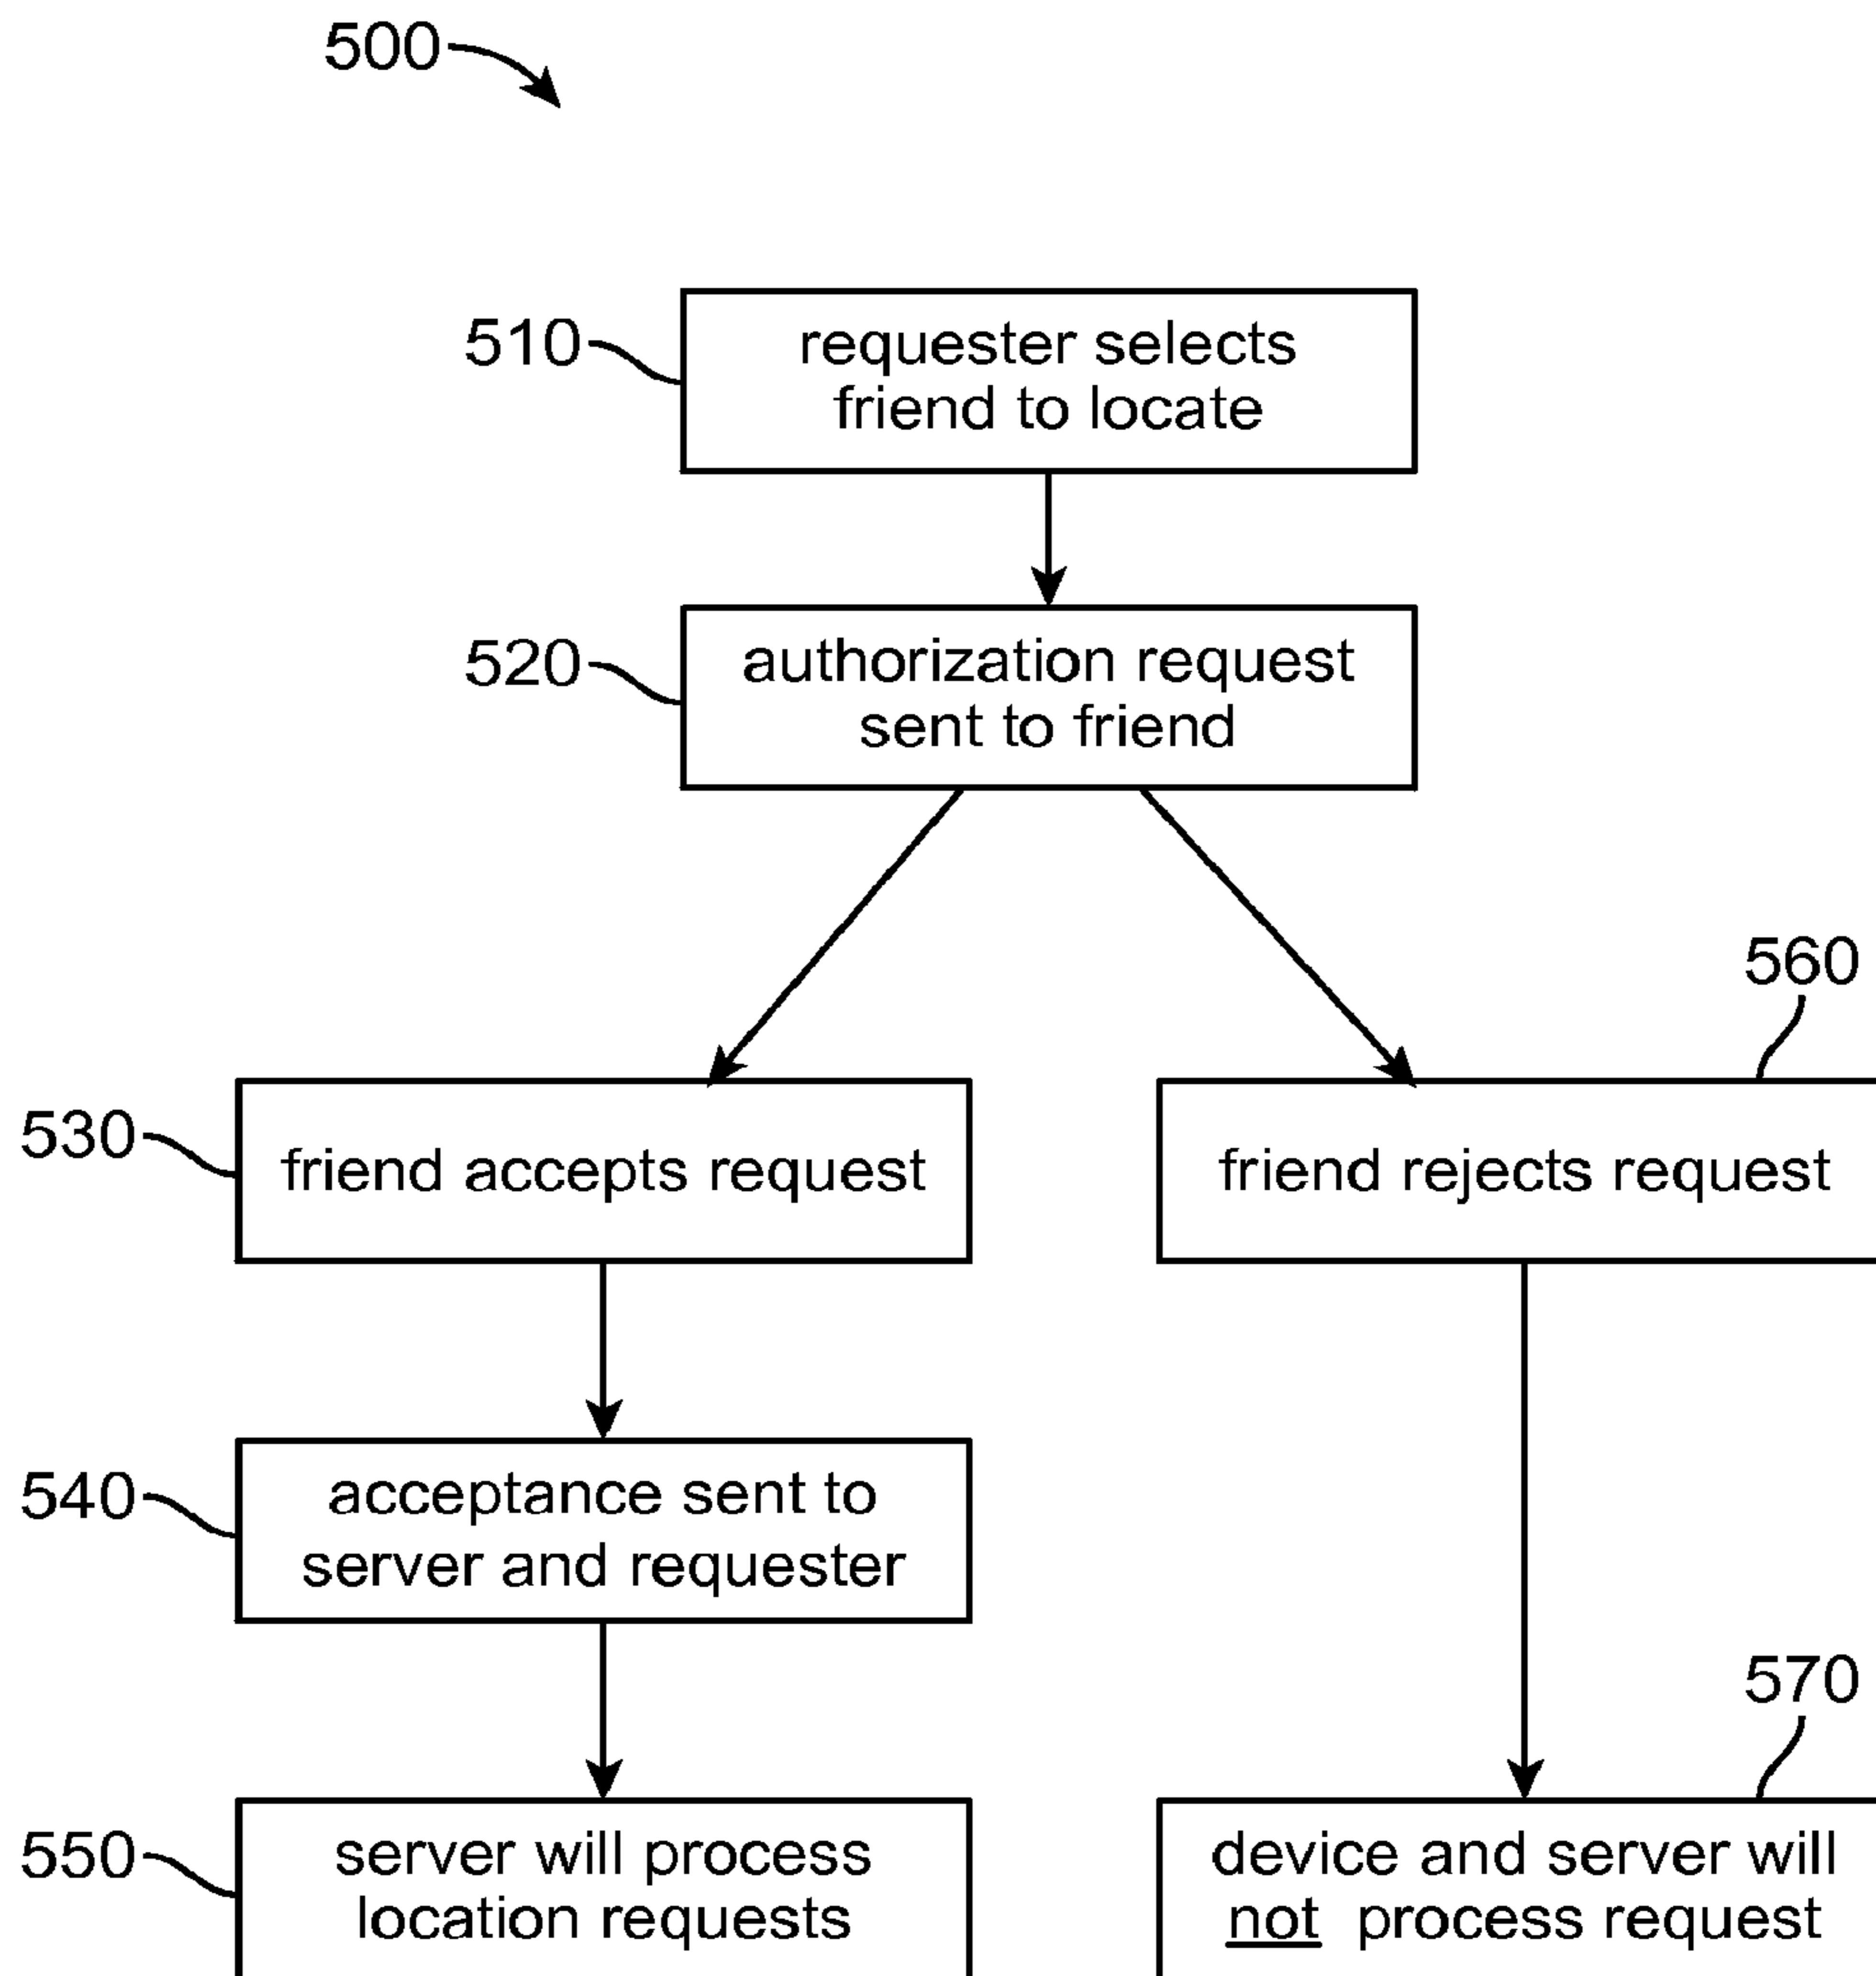 500
510
requester selects
friend to locate
520
authorization request
sent to friend
560
530
friend accepts request
friend rejects request
540
acceptance sent to
server and requester
570
550
server will process
location requests
device and server will
not process request